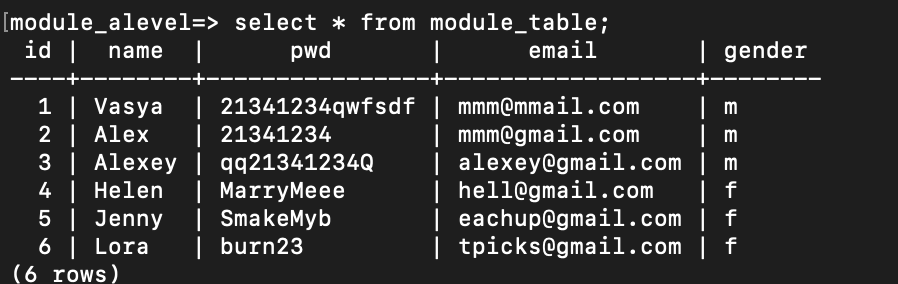 [module_alevel=> select * from module_table;
 id |  name  |      pwd       |      email       | gender
----+--------+----------------+------------------+--------
  1 | Vasya  | 21341234qwfsdf | mmm@mmail.com    | m
  2 | Alex   | 21341234       | mmm@gmail.com    | m
  3 | Alexey | qq21341234Q    | alexey@gmail.com | m
  4 | Helen  | MarryMeee      | hell@gmail.com   | f
  5 | Jenny  | SmakeMyb       | eachup@gmail.com | f
  6 | Lora   | burn23         | tpicks@gmail.com | f
(6 rows)